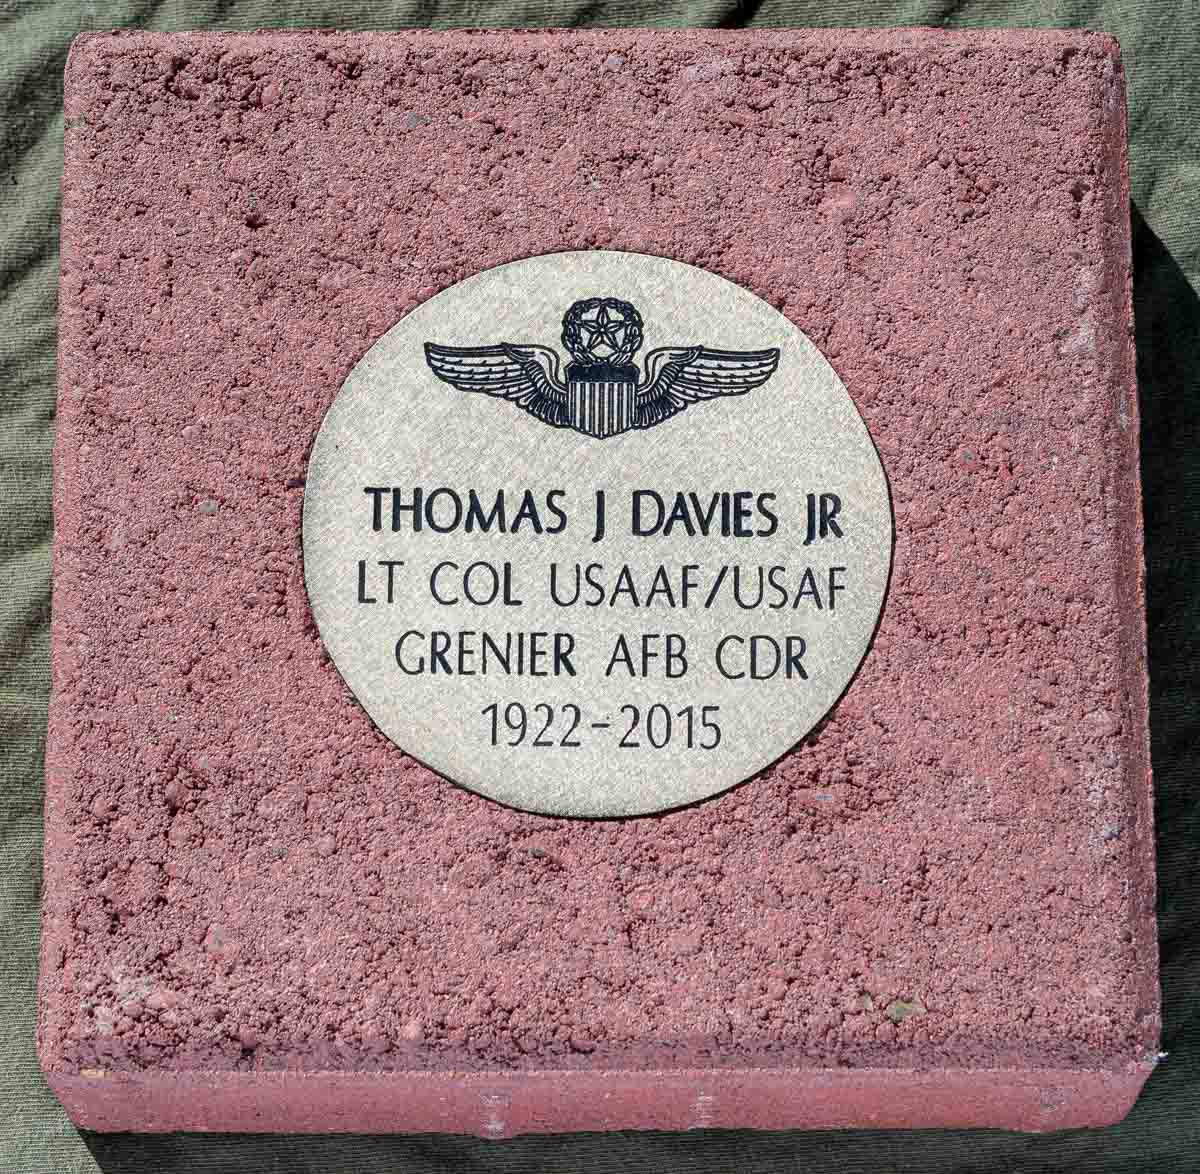 THOMAS J DAVIES JR
LT COL USAAF/USAF
GRENIER AFB CDR
1922-2015